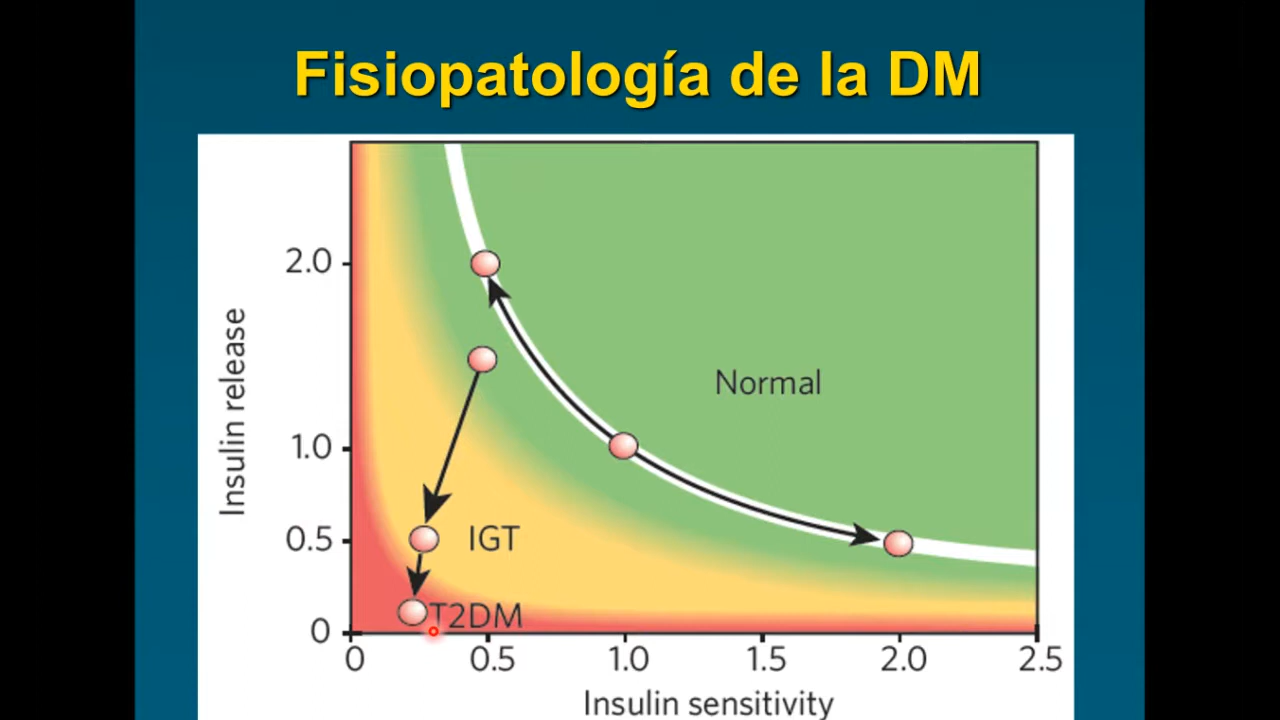 Fisiopatología de la DM
Insulin release
2.0
1.0
0.5
0
Normal
IGT
T2DM
0 0.5 1.0 1.5 2.0 2.5
Insulin sensitivity